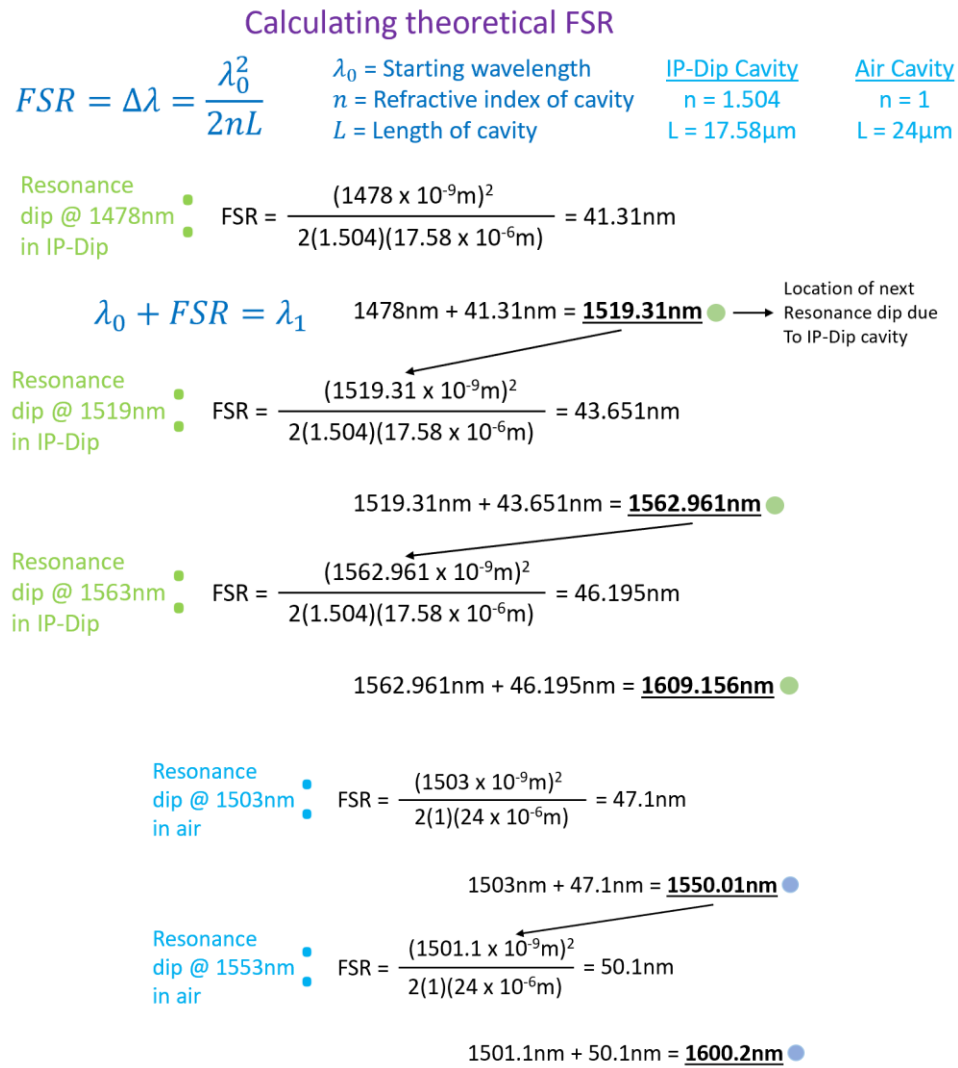 Calculating theoretical FSR
FSR = Δλ = λ₀² / 2nL
λ₀ = Starting wavelength
n = Refractive index of cavity
L = Length of cavity
IP-Dip Cavity
n = 1.504
L = 17.58μm
Air Cavity
n = 1
L = 24μm
Resonance
dip @ 1478nm
in IP-Dip
:
FSR = (1478 x 10⁻⁹m)² / 2(1.504)(17.58 x 10⁻⁶m) = 41.31nm
λ₀ + FSR = λ₁
1478nm + 41.31nm = 1519.31nm
Location of next
Resonance dip due
To IP-Dip cavity
Resonance
dip @ 1519nm
in IP-Dip
:
FSR = (1519.31 x 10⁻⁹m)² / 2(1.504)(17.58 x 10⁻⁶m) = 43.651nm
1519.31nm + 43.651nm = 1562.961nm
Resonance
dip @ 1563nm
in IP-Dip
:
FSR = (1562.961 x 10⁻⁹m)² / 2(1.504)(17.58 x 10⁻⁶m) = 46.195nm
1562.961nm + 46.195nm = 1609.156nm
Resonance
dip @ 1503nm
in air
:
FSR = (1503 x 10⁻⁹m)² / 2(1)(24 x 10⁻⁶m) = 47.1nm
1503nm + 47.1nm = 1550.01nm
Resonance
dip @ 1553nm
in air
:
FSR = (1501.1 x 10⁻⁹m)² / 2(1)(24 x 10⁻⁶m) = 50.1nm
1501.1nm + 50.1nm = 1600.2nm